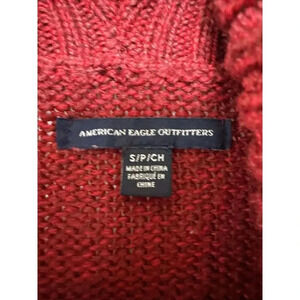 AMERICAN EAGLE OUTFITTERS
S/P/CH
MADE IN CHINA
FABRIQUÉ EN
CHINE